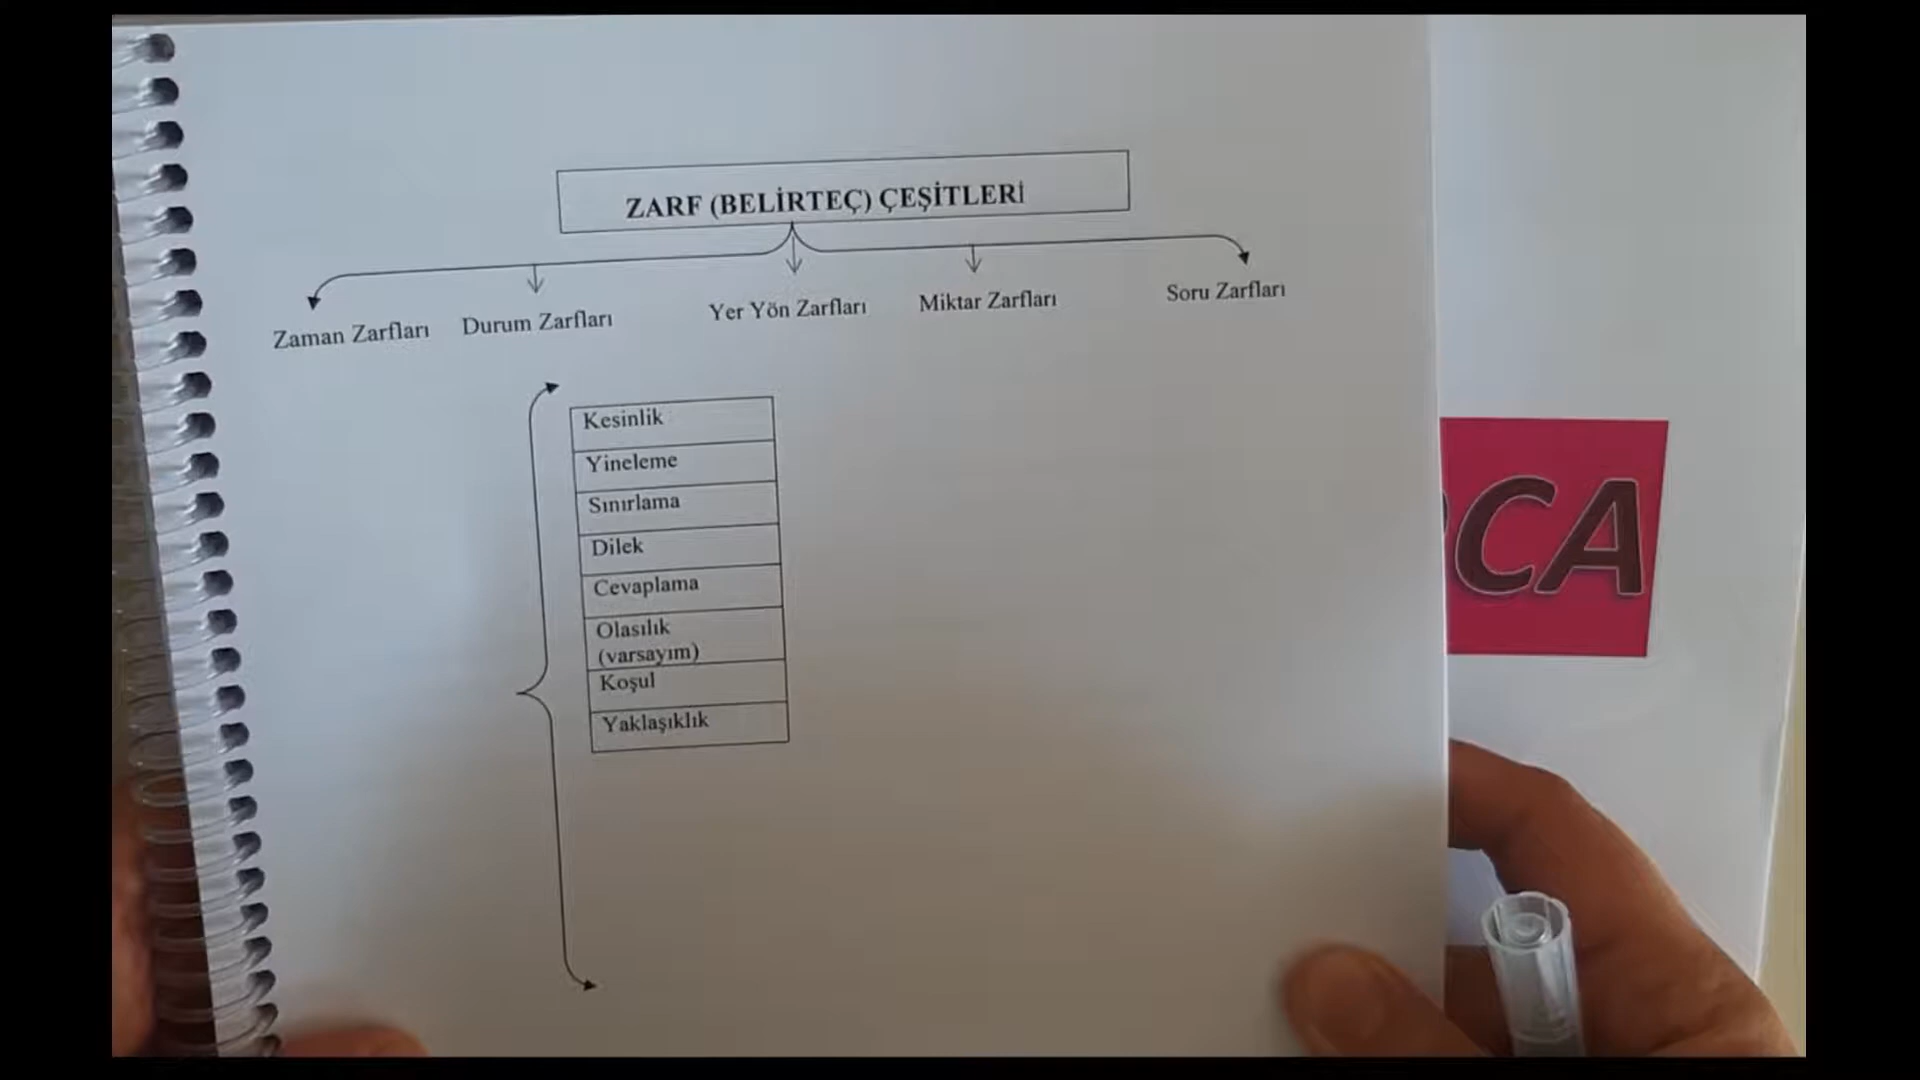 ZARF (BELİRTEÇ) ÇEŞİTLERİ
Zaman Zarfları
Durum Zarfları
Yer Yön Zarfları
Miktar Zarfları
Soru Zarfları
Kesinlik
Yineleme
Sınırlama
Dilek
Cevaplama
Olasılık
(varsayım)
Koşul
Yaklaşıklık
CA